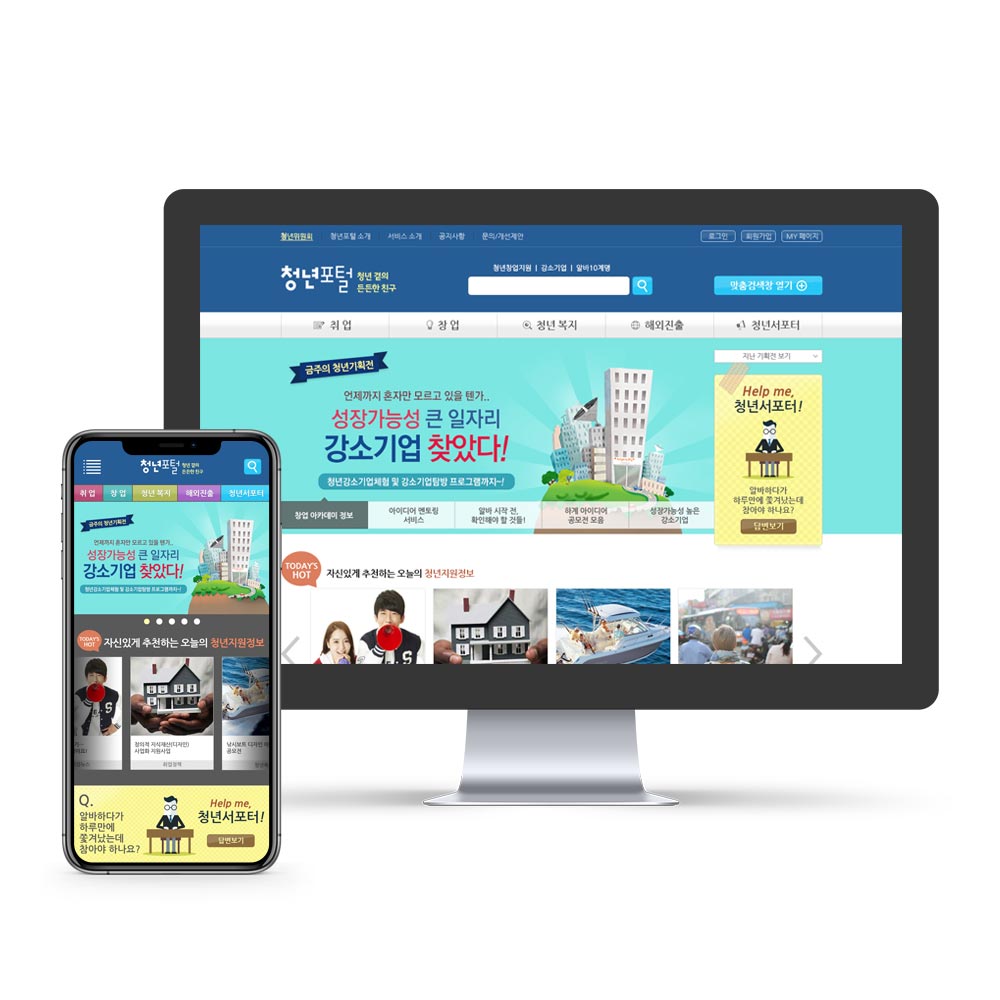 청년위원회 청년포털 소개 서비스 소개 공지사항 문의/개선제안
로그인 회원가입 MY 페이지
청년포털 청년 곁의
든든한 친구
청년창업지원 | 강소기업 | 알바10계명
맞춤검색창 열기
취업 창업 청년 복지 해외진출 청년서포터
지난 기획전 보기
금주의 청년기획전
언제까지 혼자만 모르고 있을 텐가..
성장가능성 큰 일자리
강소기업 찾았다!
청년강소기업체험 및 강소기업탐방 프로그램까지~!
창업 아카데미 정보
아이디어 멘토링
서비스
알바 시작 전,
확인해야 할 것들!
하계 아이디어
공모전 모음
성장가능성 높은
강소기업
Help me,
청년서포터!
알바하다가
하루만에 쫓겨났는데
참아야 하나요?
답변보기
TODAY'S
HOT
자신있게 추천하는 오늘의 청년지원정보
S
청년포털 청년 곁의
든든한 친구
취업 창업 청년 복지 해외진출 청년서포터
금주의 청년기획전
언제까지 혼자만 모르고 있을 텐가..
성장가능성 큰 일자리
강소기업 찾았다!
청년강소기업체험 및 강소기업탐방 프로그램까지~!
TODAY'S
HOT
자신있게 추천하는 오늘의 청년지원정보
S
창의적 지식재산(디자인)
사업화 지원사업
취업정책
낚시보트 디자인
공모전
Q.
알바하다가
하루만에
쫓겨났는데
참아야 하나요?
Help me,
청년서포터!
답변보기